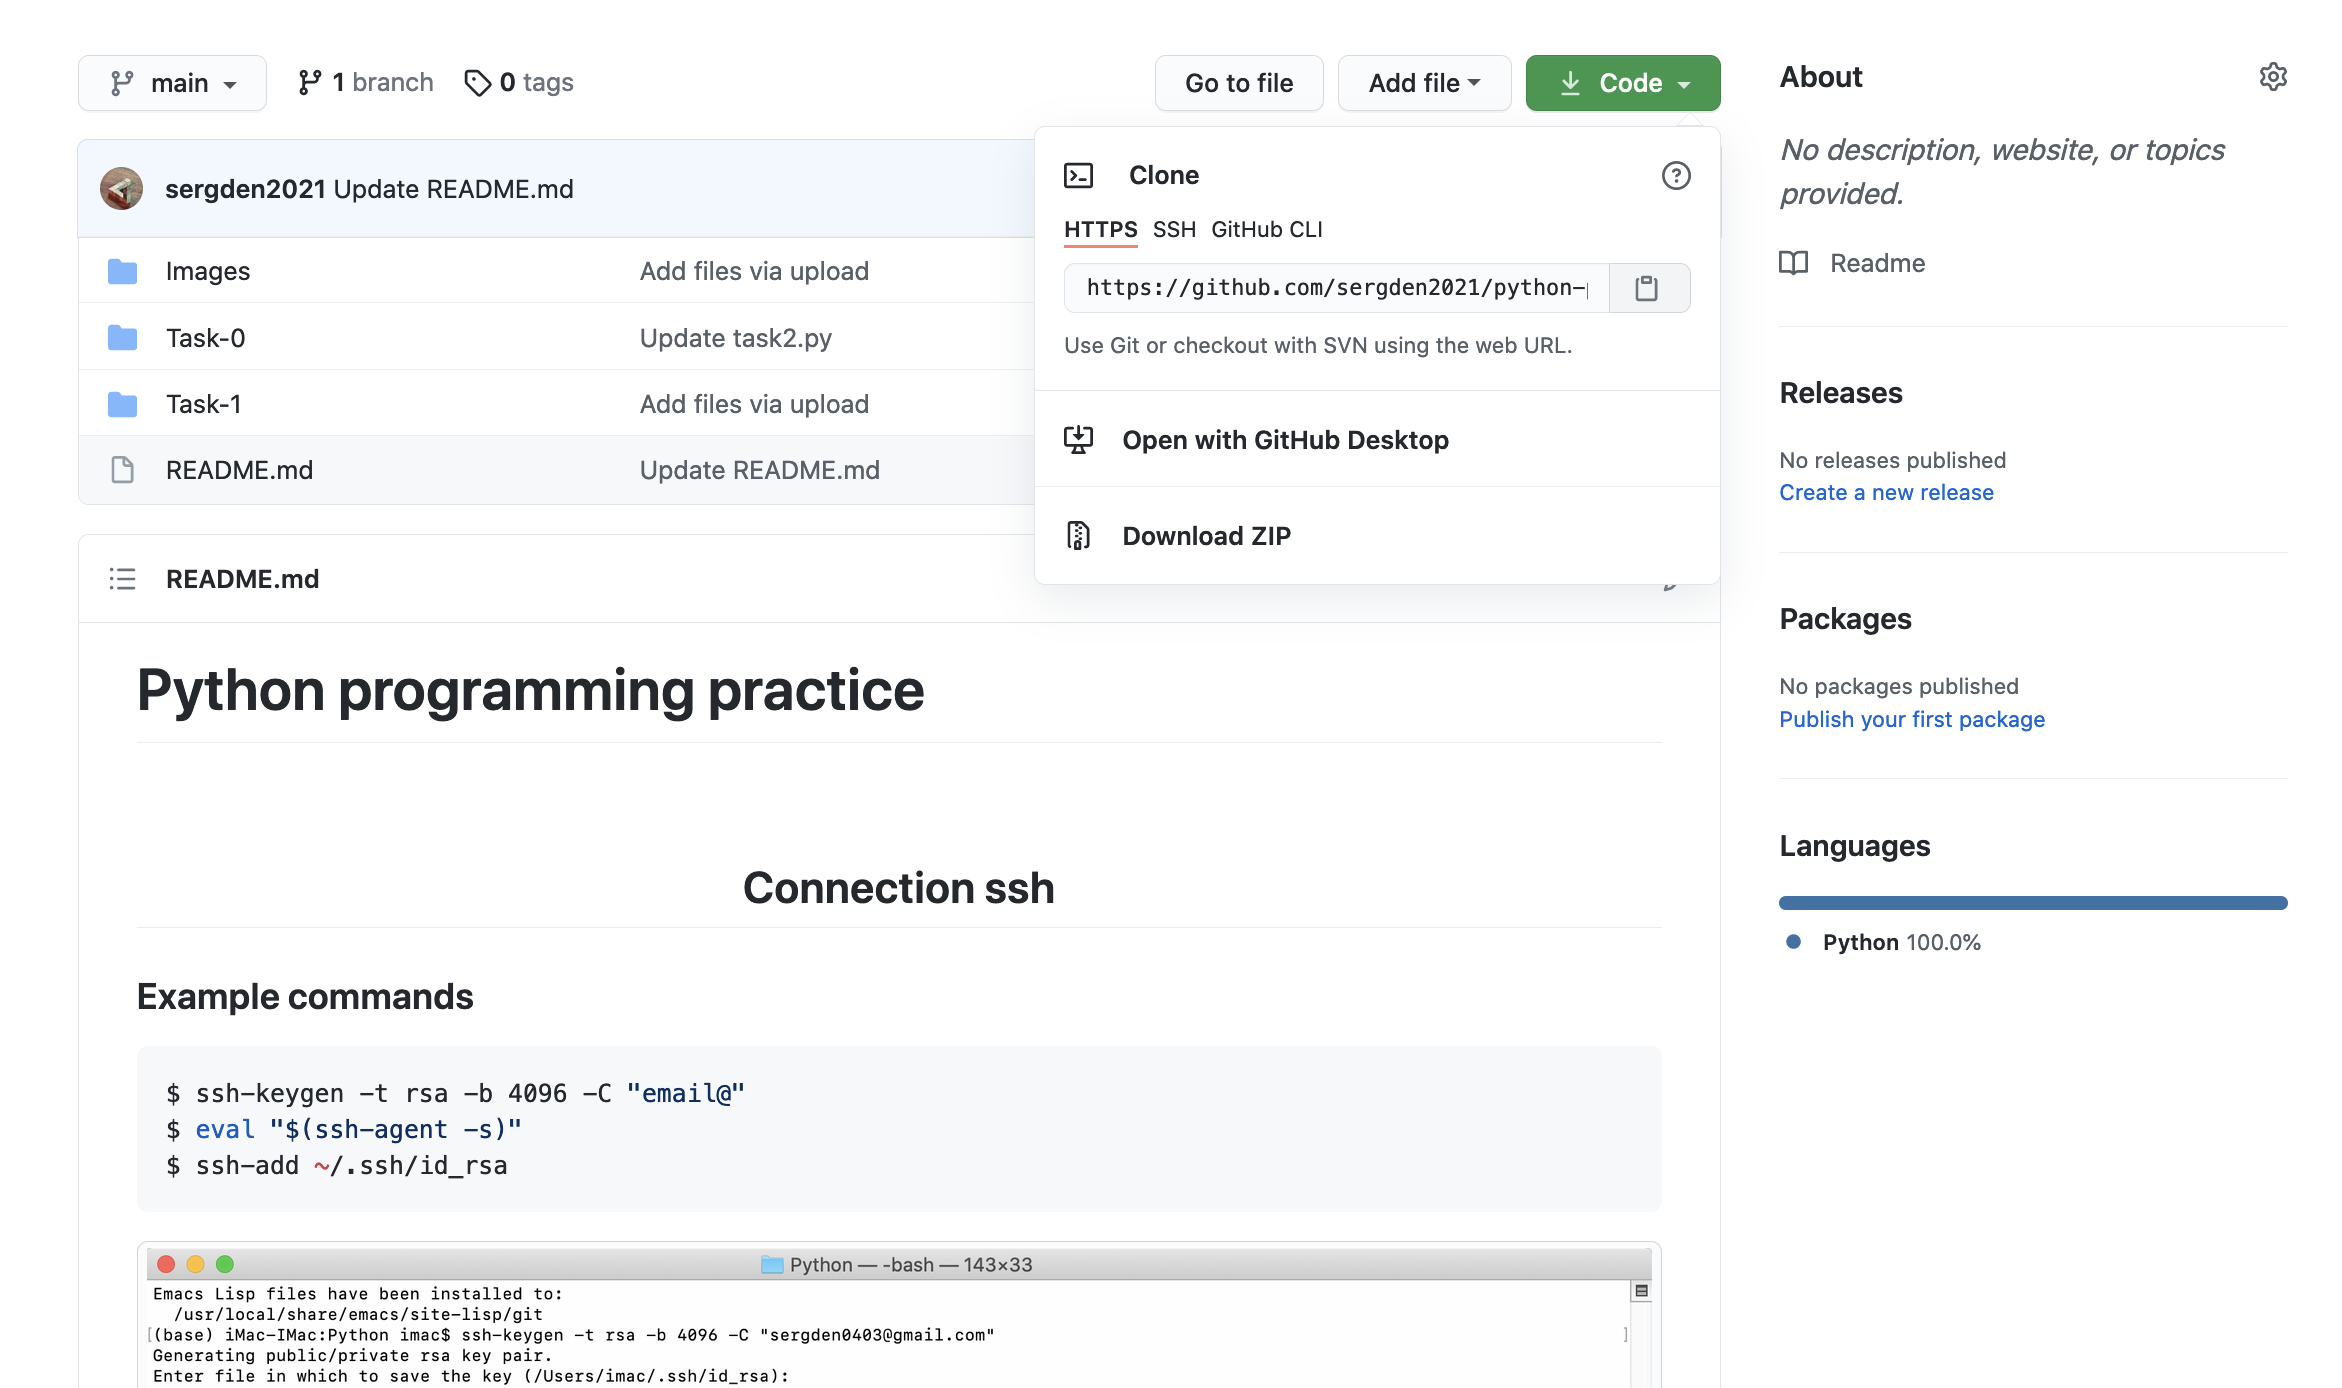 main
1 branch
0 tags
Go to file
Add file
Code
sergden2021 Update README.md
Images Add files via upload
Task-0 Update task2.py
Task-1 Add files via upload
README.md Update README.md
Clone
HTTPS SSH GitHub CLI
https://github.com/sergden2021/python-
Use Git or checkout with SVN using the web URL.
Open with GitHub Desktop
Download ZIP
README.md
Python programming practice
Connection ssh
Example commands
$ ssh-keygen -t rsa -b 4096 -C "email@"
$ eval "$(ssh-agent -s)"
$ ssh-add ~/.ssh/id_rsa
Python — -bash — 143×33
Emacs Lisp files have been installed to:
/usr/local/share/emacs/site-lisp/git
[(base) iMac-IMac:Python imac$ ssh-keygen -t rsa -b 4096 -C "sergden0403@gmail.com" ]
Generating public/private rsa key pair.
Enter file in which to save the key (/Users/imac/.ssh/id_rsa):
About
No description, website, or topics
provided.
Readme
Releases
No releases published
Create a new release
Packages
No packages published
Publish your first package
Languages
Python 100.0%